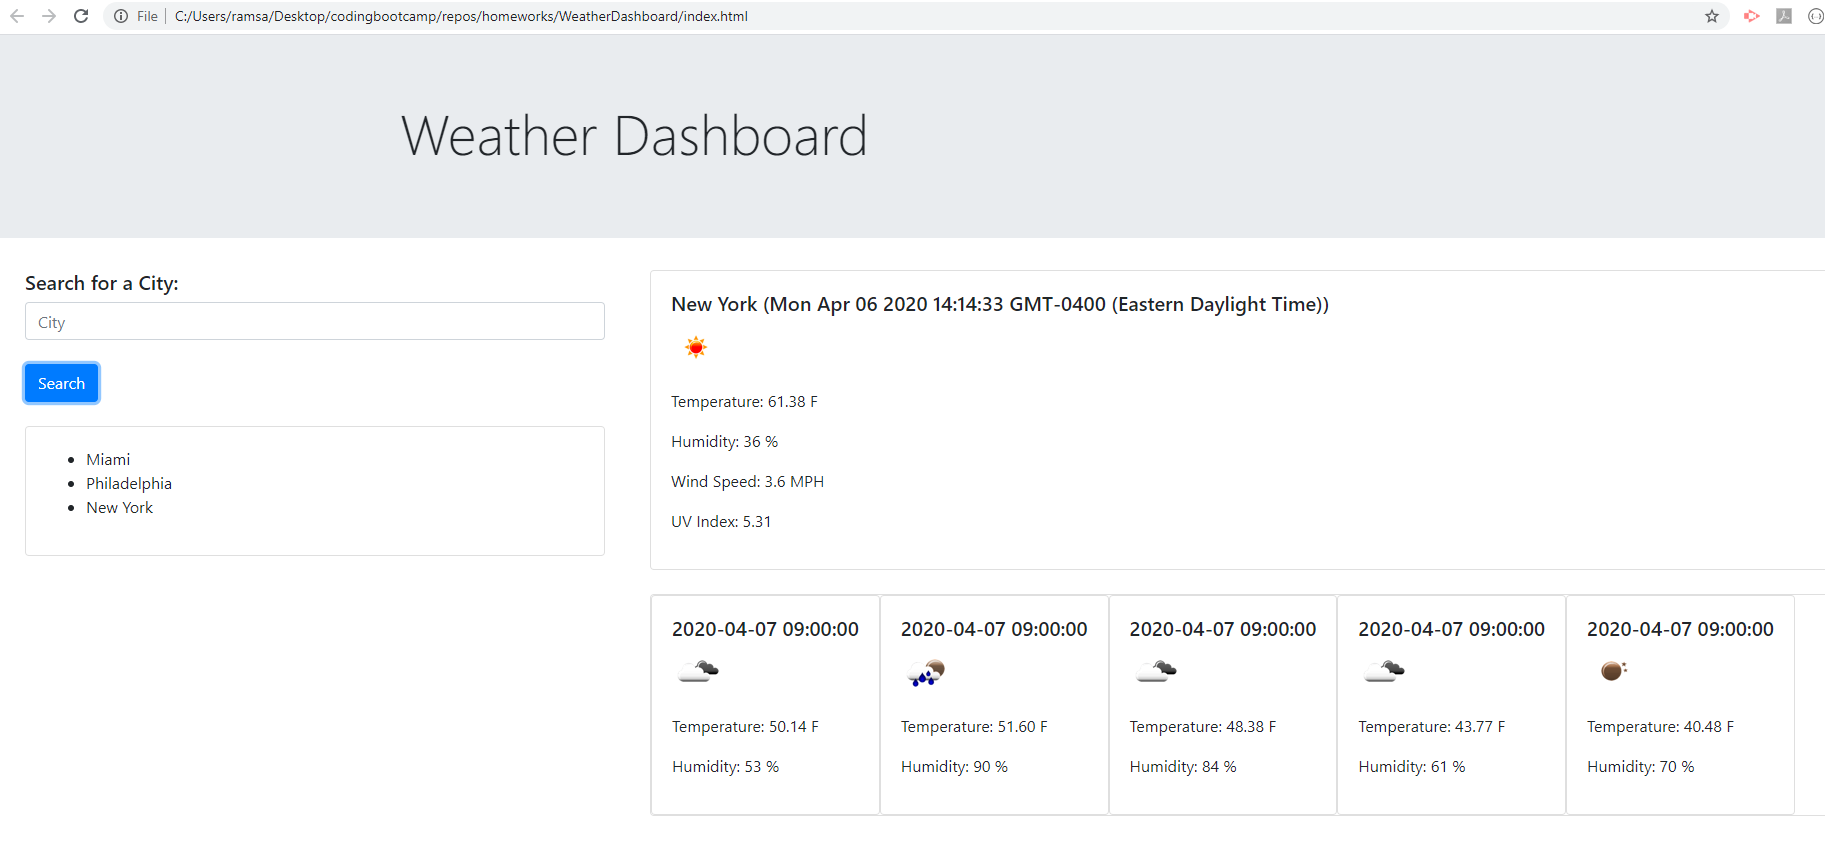 File C:/Users/ramsa/Desktop/codingbootcamp/repos/homeworks/WeatherDashboard/index.html
Weather Dashboard
Search for a City:
City
Search
Miami
Philadelphia
New York
New York (Mon Apr 06 2020 14:14:33 GMT-0400 (Eastern Daylight Time))
Temperature: 61.38 F
Humidity: 36 %
Wind Speed: 3.6 MPH
UV Index: 5.31
2020-04-07 09:00:00
Temperature: 50.14 F
Humidity: 53 %
2020-04-07 09:00:00
Temperature: 51.60 F
Humidity: 90 %
2020-04-07 09:00:00
Temperature: 48.38 F
Humidity: 84 %
2020-04-07 09:00:00
Temperature: 43.77 F
Humidity: 61 %
2020-04-07 09:00:00
Temperature: 40.48 F
Humidity: 70 %